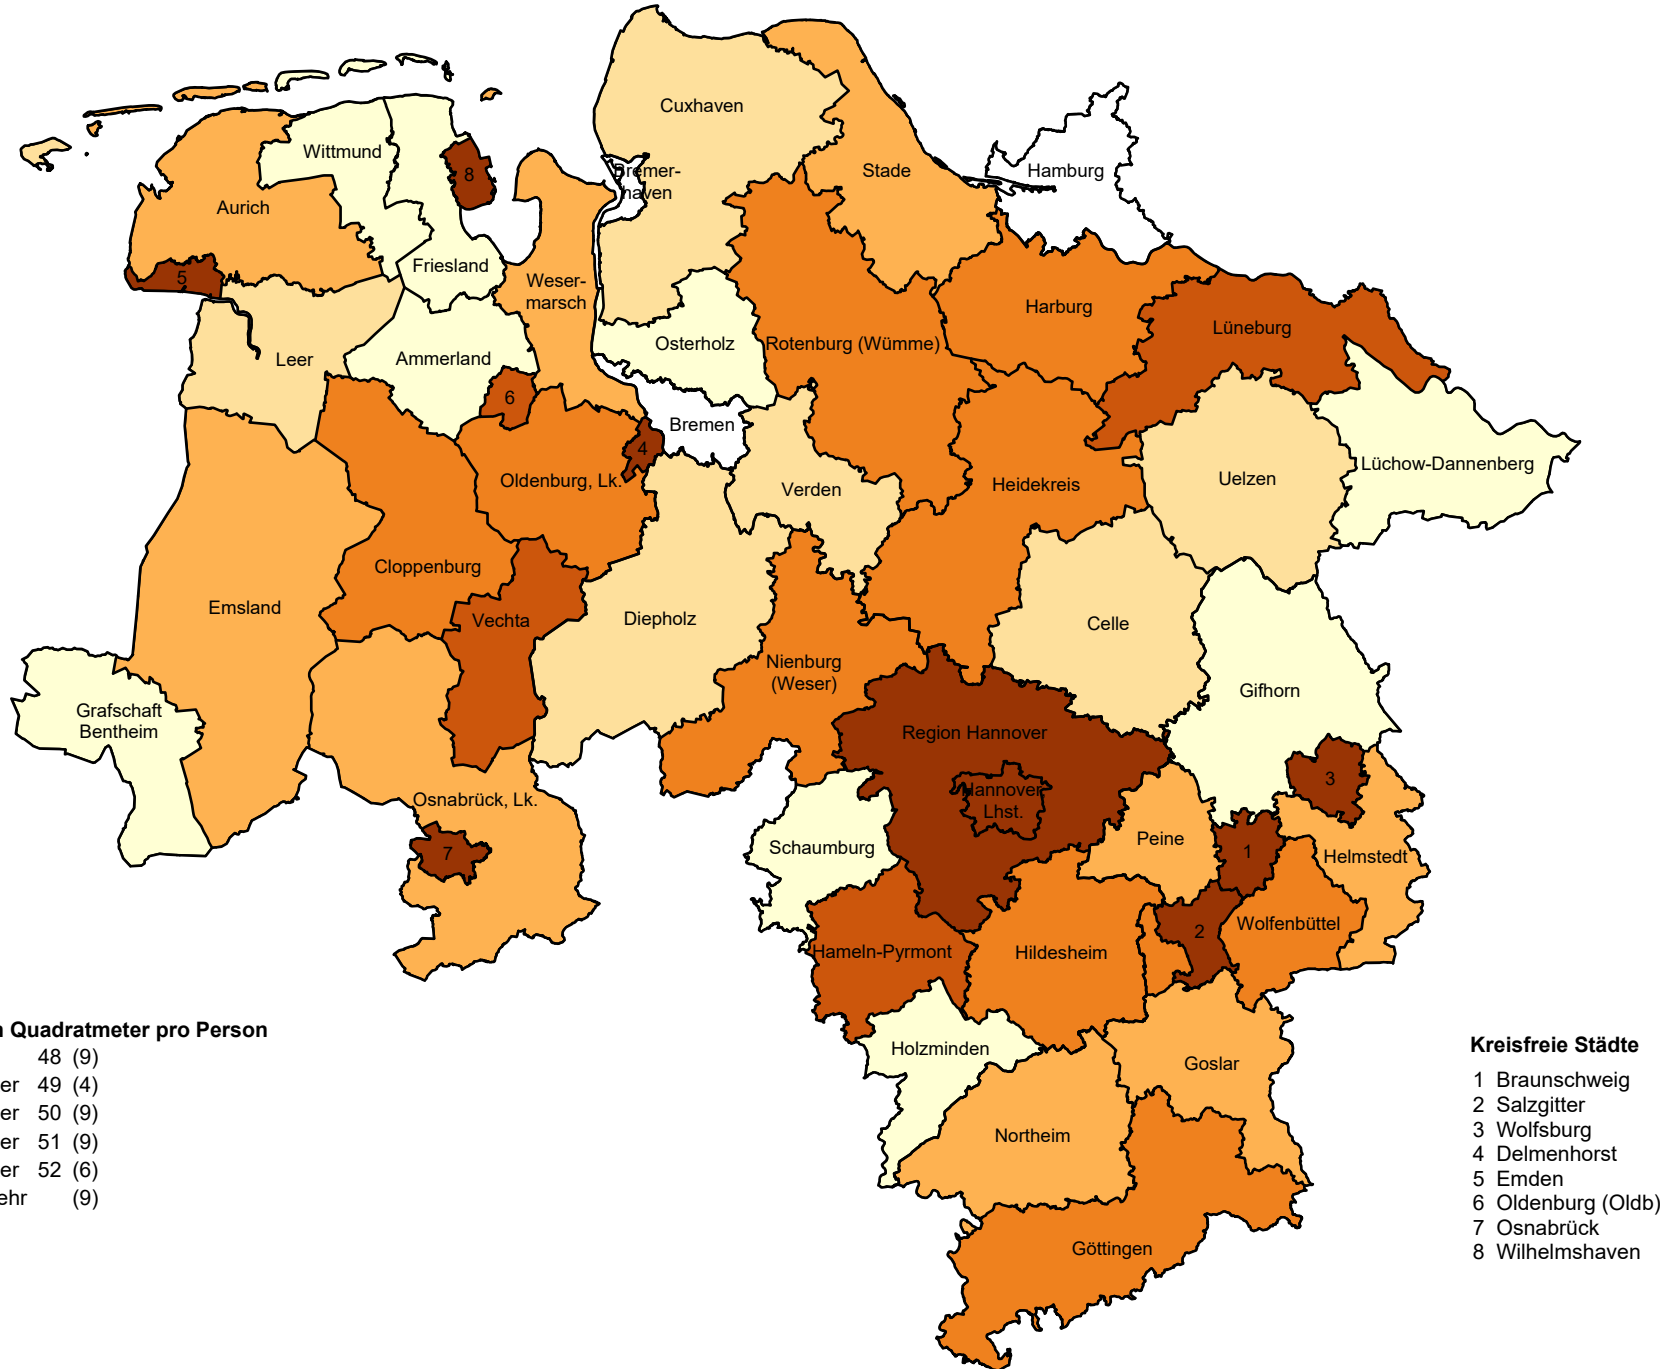 Cuxhaven
Hamburg
Stade
Bremer-
haven
Wittmund
8
Aurich
Friesland
5
Weser-
marsch
Harburg
Lüneburg
Osterholz
Rotenburg (Wümme)
Leer
Ammerland
6
Bremen
4
Lüchow-Dannenberg
Uelzen
Oldenburg, Lk.
Verden
Heidekreis
Cloppenburg
Emsland
Vechta
Diepholz
Celle
Nienburg
(Weser)
Gifhorn
Grafschaft
Bentheim
Region Hannover
3
Hannover
Lhst.
Osnabrück, Lk.
Peine
Schaumburg
7
1
Helmstedt
Wolfenbüttel
2
Hameln-Pyrmont
Hildesheim
Quadratmeter pro Person
48 (9)
er 49 (4)
er 50 (9)
er 51 (9)
er 52 (6)
ehr (9)
Holzminden
Goslar
Northeim
Göttingen
Kreisfreie Städte
1 Braunschweig
2 Salzgitter
3 Wolfsburg
4 Delmenhorst
5 Emden
6 Oldenburg (Oldb)
7 Osnabrück
8 Wilhelmshaven